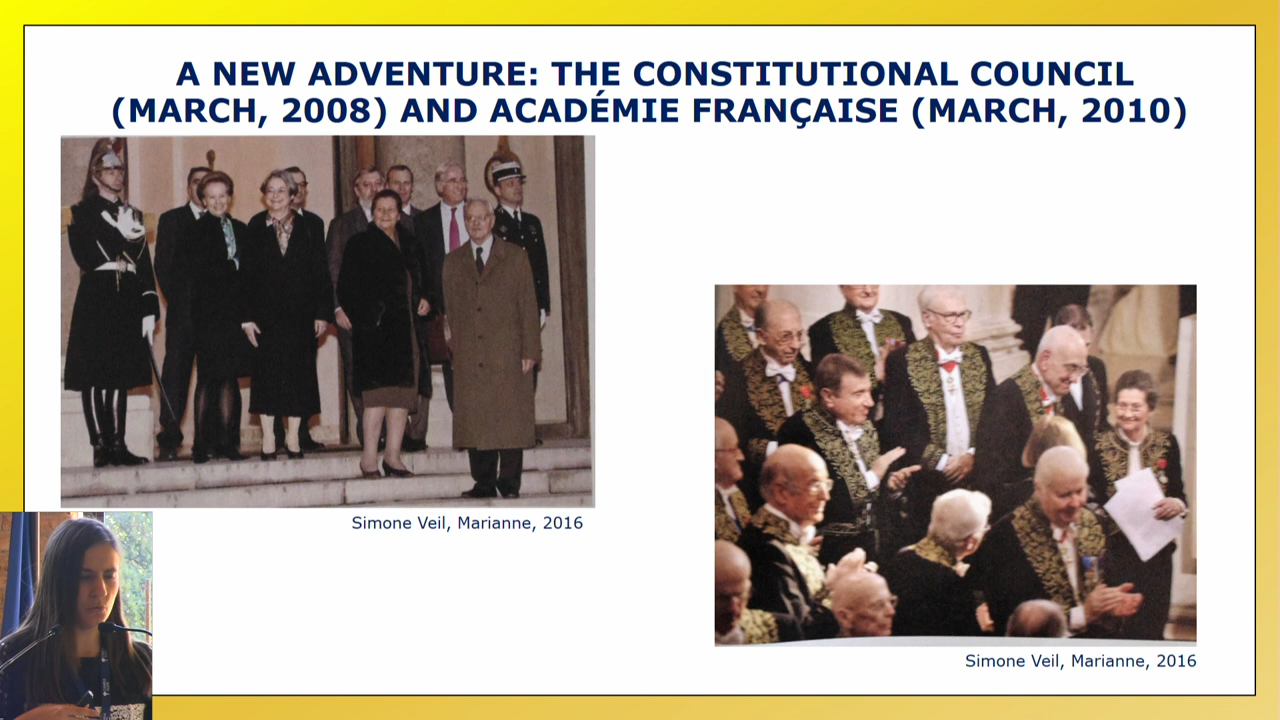 A NEW ADVENTURE: THE CONSTITUTIONAL COUNCIL
(MARCH, 2008) AND ACADÉMIE FRANÇAISE (MARCH, 2010)
Simone Veil, Marianne, 2016
Simone Veil, Marianne, 2016